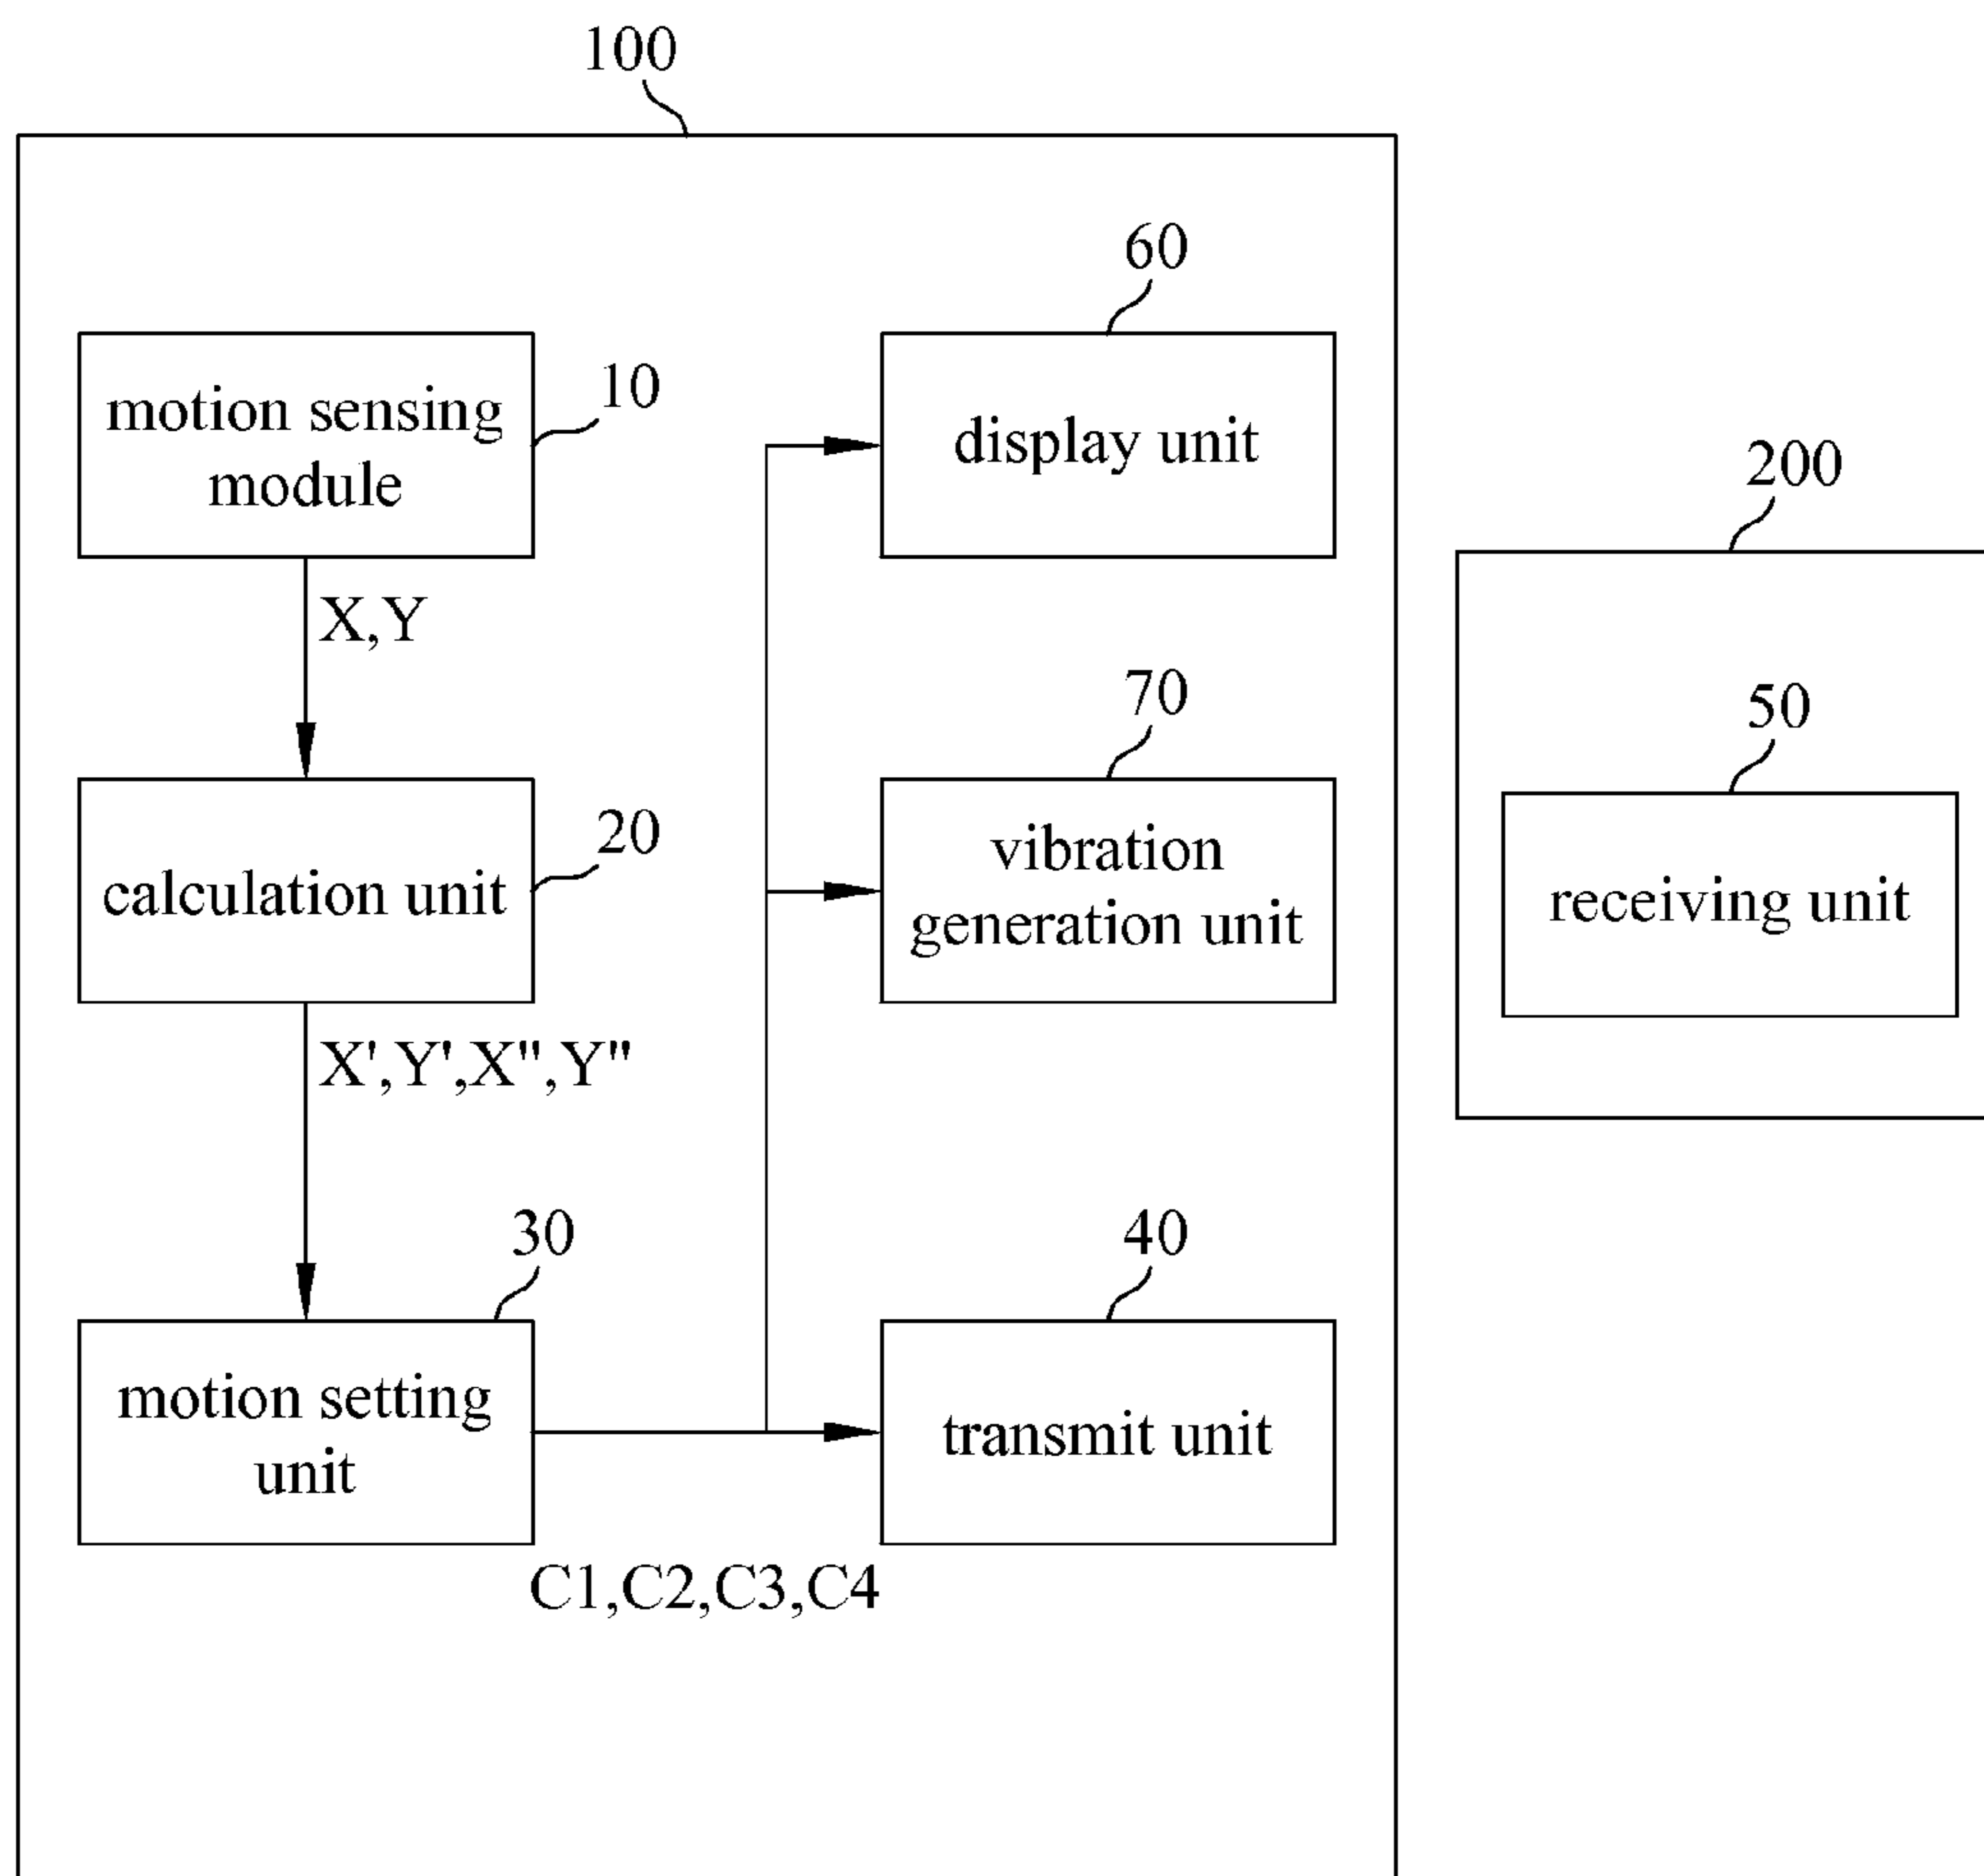 100
60
motion sensing
module
10
display unit
200
X,Y
70
50
calculation unit
20
vibration
generation unit
receiving unit
X',Y',X'',Y''
30
40
motion setting
unit
transmit unit
C1,C2,C3,C4